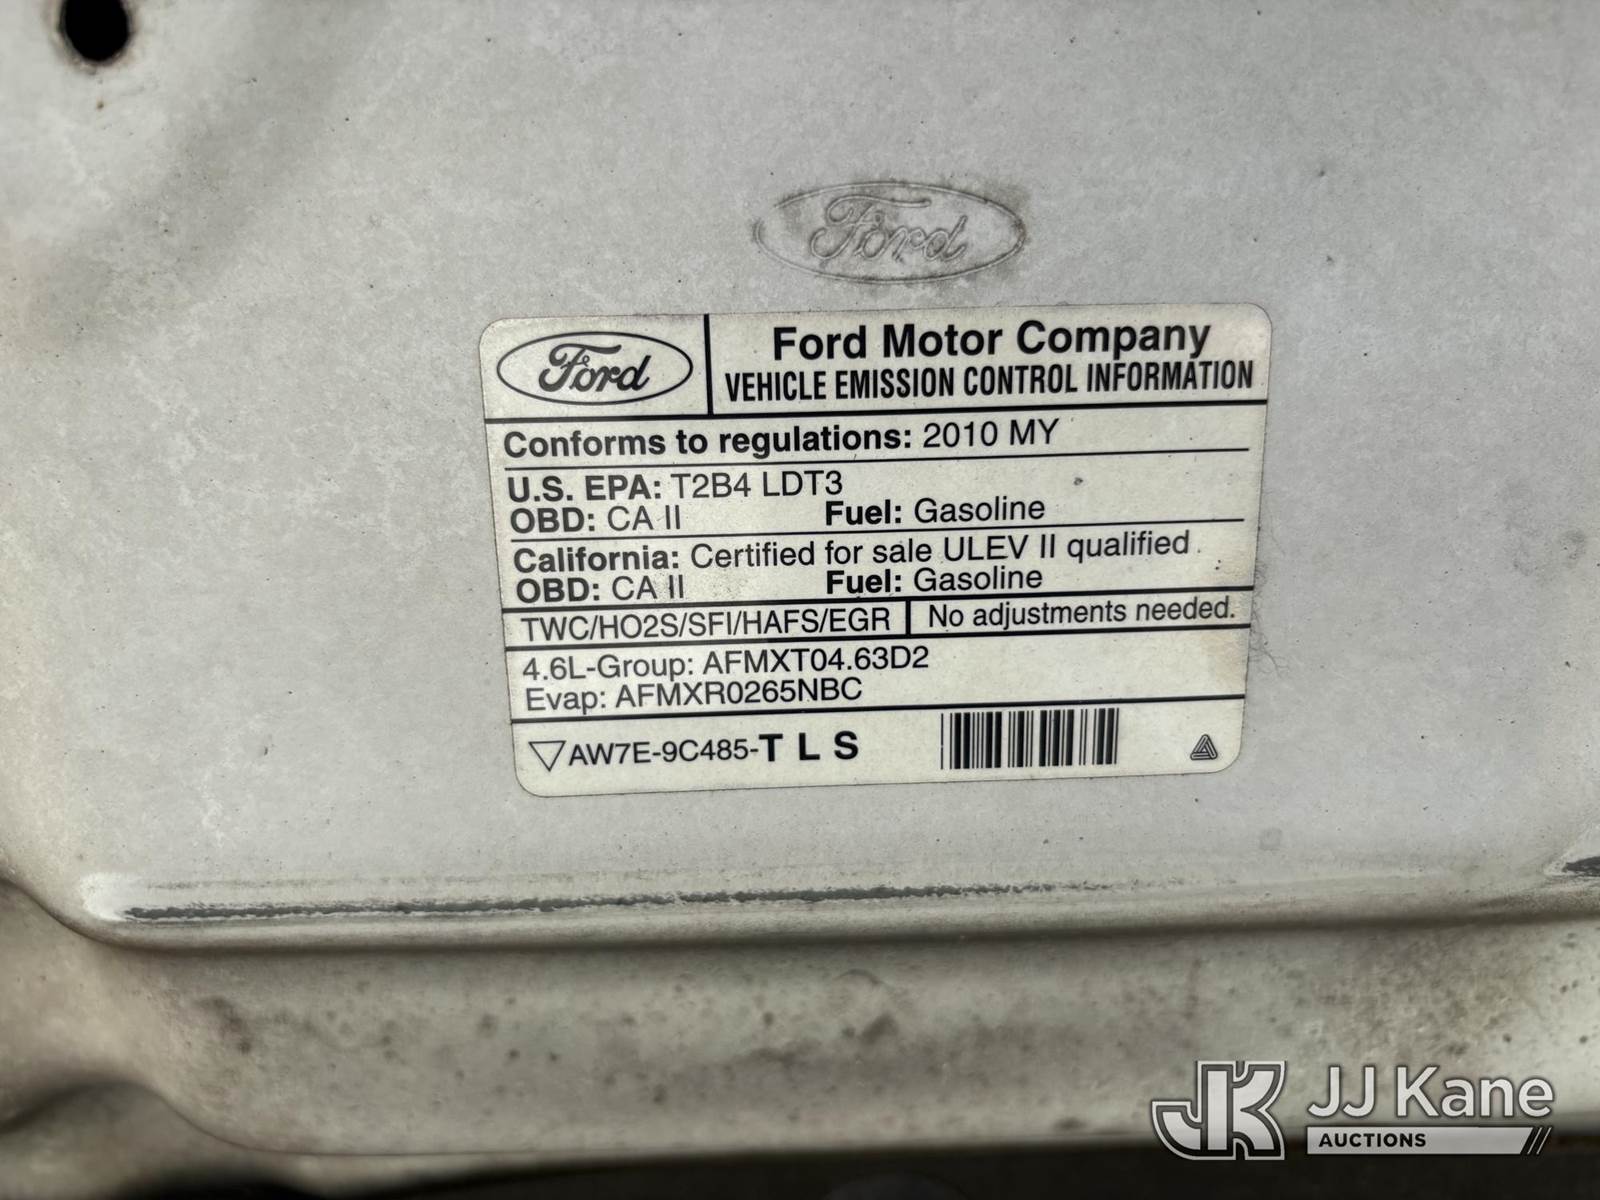 Ford
Ford
Ford Motor Company
VEHICLE EMISSION CONTROL INFORMATION
Conforms to regulations: 2010 MY
U.S. EPA: T2B4 LDT3
OBD: CA II Fuel: Gasoline
California: Certified for sale ULEV II qualified.
OBD: CA II Fuel: Gasoline
TWC/HO2S/SFI/HAFS/EGR No adjustments needed.
4.6L-Group: AFMXT04.63D2
Evap: AFMXR0265NBC
AW7E-9C485-T L S
JK JJ Kane
AUCTIONS